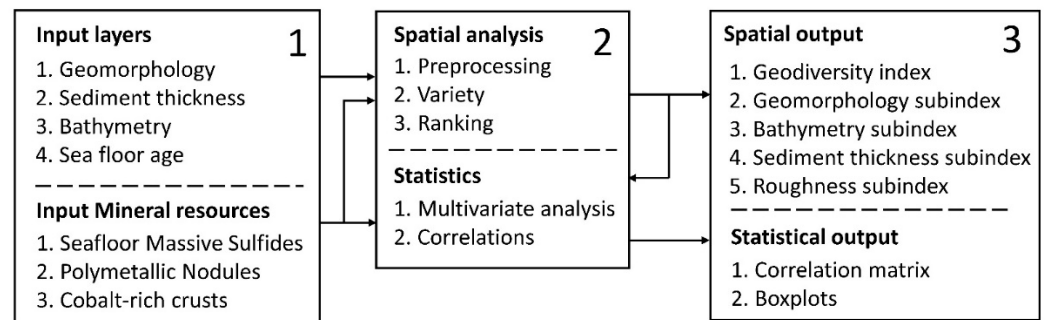 Input layers
1
1. Geomorphology
2. Sediment thickness
3. Bathymetry
4. Sea floor age
Input Mineral resources
1. Seafloor Massive Sulfides
2. Polymetallic Nodules
3. Cobalt-rich crusts
Spatial analysis
2
1. Preprocessing
2. Variety
3. Ranking
Statistics
1. Multivariate analysis
2. Correlations
Spatial output
3
1. Geodiversity index
2. Geomorphology subindex
3. Bathymetry subindex
4. Sediment thickness subindex
5. Roughness subindex
Statistical output
1. Correlation matrix
2. Boxplots